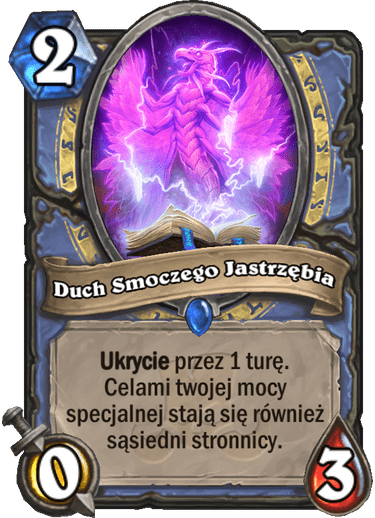 2
Duch Smoczego Jastrzębia
Ukrycie przez 1 turę.
Celami twojej mocy
specjalnej stają się również
sąsiedni stronnicy.
0
3